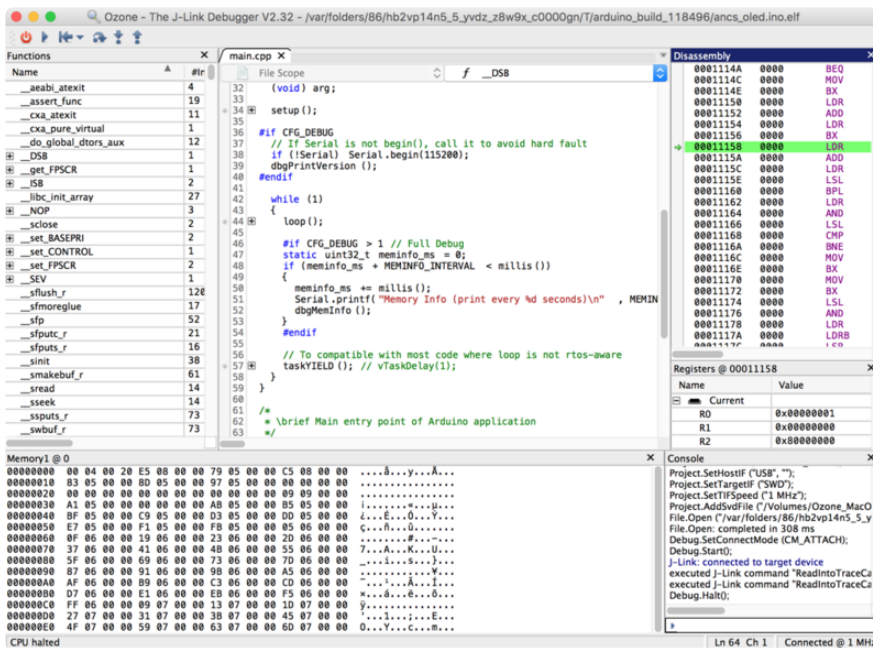 Ozone - The J-Link Debugger V2.32 - /var/folders/86/hb2vp14n5_5_yvdz_z8w9x_c0000gn/T/arduino_build_118496/ancs_oled.ino.elf
Functions
Name #Ir
__aeabi_atexit 4
__assert_func 19
__cxa_atexit 11
__cxa_pure_virtual 1
__do_global_dtors_aux 12
__DSB 1
__get_FPSCR 1
__ISB 2
__libc_init_array 27
__NOP 3
__sclose 2
__set_BASEPRI 2
__set_CONTROL 1
__set_FPSCR 2
__SEV 1
__sflush_r 120
__sfmoreglue 17
__sfp 52
__sfputc_r 21
__sfputs_r 16
__sinit 38
__smakebuf_r 61
__sread 14
__sseek 14
__ssputs_r 73
__swbuf_r 73
main.cpp
File Scope f __DSB
32 (void) arg;
33
34 setup();
35
36 #if CFG_DEBUG
37 // If Serial is not begin(), call it to avoid hard fault
38 if (!Serial) Serial.begin(115200);
39 dbgPrintVersion ();
40 #endif
41
42 while (1)
43 {
44 loop();
45
46 #if CFG_DEBUG > 1 // Full Debug
47 static uint32_t meminfo_ms = 0;
48 if (meminfo_ms + MEMINFO_INTERVAL < millis())
49 {
50 meminfo_ms += millis();
51 Serial.printf("Memory Info (print every %d seconds)\n" , MEMIN
52 dbgMemInfo ();
53 }
54 #endif
55
56 // To compatible with most code where loop is not rtos-aware
57 taskYIELD (); // vTaskDelay(1);
58 }
59 }
60
61 /*
62 * \brief Main entry point of Arduino application
63 */
Disassembly
0001114A 0000 BEQ
0001114C 0000 MOV
0001114E 0000 BX
00011150 0000 LDR
00011152 0000 ADD
00011154 0000 LDR
00011156 0000 BX
00011158 0000 LDR
0001115A 0000 ADD
0001115C 0000 LDR
0001115E 0000 LSL
00011160 0000 BPL
00011162 0000 LDR
00011164 0000 AND
00011166 0000 LSL
00011168 0000 CMP
0001116A 0000 BNE
0001116C 0000 MOV
0001116E 0000 BX
00011170 0000 MOV
00011172 0000 BX
00011174 0000 LSL
00011176 0000 AND
00011178 0000 LDR
0001117A 0000 LDRB
0001117C 0000 LSR
Registers @ 00011158
Name Value
Current
R0 0x00000001
R1 0x00000000
R2 0x80000000
Memory1 @ 0
00000000 00 04 00 20 E5 08 00 00 79 05 00 00 C5 08 00 00 ....å...y...Å...
00000010 83 05 00 00 8D 05 00 00 97 05 00 00 00 00 00 00 ................
00000020 00 00 00 00 00 00 00 00 00 00 00 00 09 09 00 00 ................
00000030 A1 05 00 00 00 00 00 00 AB 05 00 00 B5 05 00 00 ¡.......«...µ...
00000040 BF 05 00 00 C9 05 00 00 D3 05 00 00 DD 05 00 00 ¿...É...Ó...Ý...
00000050 E7 05 00 00 F1 05 00 00 FB 05 00 00 05 06 00 00 ç...ñ...û.......
00000060 0F 06 00 00 19 06 00 00 23 06 00 00 2D 06 00 00 ........#...-...
00000070 37 06 00 00 41 06 00 00 4B 06 00 00 55 06 00 00 7...A...K...U...
00000080 5F 06 00 00 69 06 00 00 73 06 00 00 7D 06 00 00 _...i...s...}...
00000090 87 06 00 00 91 06 00 00 9B 06 00 00 A5 06 00 00 ............¥...
000000A0 AF 06 00 00 B9 06 00 00 C3 06 00 00 CD 06 00 00 ¯...¹...Ã...Í...
000000B0 D7 06 00 00 E1 06 00 00 EB 06 00 00 F5 06 00 00 ×...á...ë...õ...
000000C0 FF 06 00 00 09 07 00 00 13 07 00 00 1D 07 00 00 ÿ...............
000000D0 27 07 00 00 31 07 00 00 3B 07 00 00 45 07 00 00 '...1...;...E...
000000E0 4F 07 00 00 59 07 00 00 63 07 00 00 6D 07 00 00 O...Y...c...m...
Console
Project.SetHostIF ("USB", "");
Project.SetTargetIF ("SWD");
Project.SetTIFSpeed ("1 MHz");
Project.AddSvdFile ("/Volumes/Ozone_MacO
File.Open ("/var/folders/86/hb2vp14n5_5_y
File.Open: completed in 308 ms
Debug.SetConnectMode (CM_ATTACH);
Debug.Start();
J-Link: connected to target device
executed J-Link command "ReadIntoTraceCa
executed J-Link command "ReadIntoTraceCa
Debug.Halt();
CPU halted Ln 64 Ch 1 Connected @ 1 MHz